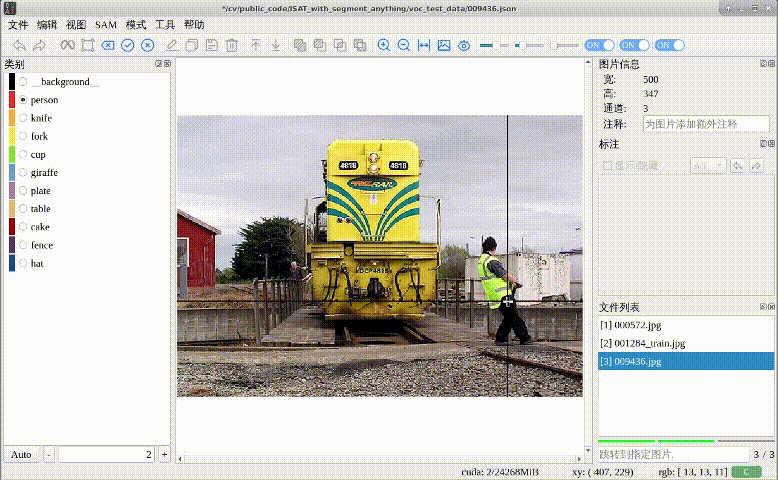 */cv/public_code/ISAT_with_segment_anything/voc_test_data/009436.json
文件 编辑 视图 SAM 模式 工具 帮助
ON ON ON
类别
__background__
person
knife
fork
cup
giraffe
plate
table
cake
fence
hat
Auto - 2 +
4818 4818
图片信息
宽: 500
高: 347
通道: 3
注释: 为图片添加额外注释
标注
显示/隐藏 All
文件列表
[1] 000572.jpg
[2] 001284_train.jpg
[3] 009436.jpg
跳转到指定图片. 3 / 3
cuda: 2/24268MiB xy: ( 407, 229) rgb: [ 13, 13, 11] C